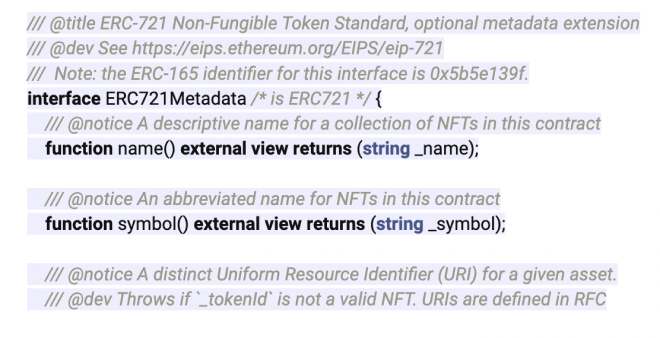 /// @title ERC-721 Non-Fungible Token Standard, optional metadata extension
/// @dev See https://eips.ethereum.org/EIPS/eip-721
///  Note: the ERC-165 identifier for this interface is 0x5b5e139f.
interface ERC721Metadata /* is ERC721 */ {
/// @notice A descriptive name for a collection of NFTs in this contract
function name() external view returns (string _name);
/// @notice An abbreviated name for NFTs in this contract
function symbol() external view returns (string _symbol);
/// @notice A distinct Uniform Resource Identifier (URI) for a given asset.
/// @dev Throws if `_tokenId` is not a valid NFT. URIs are defined in RFC